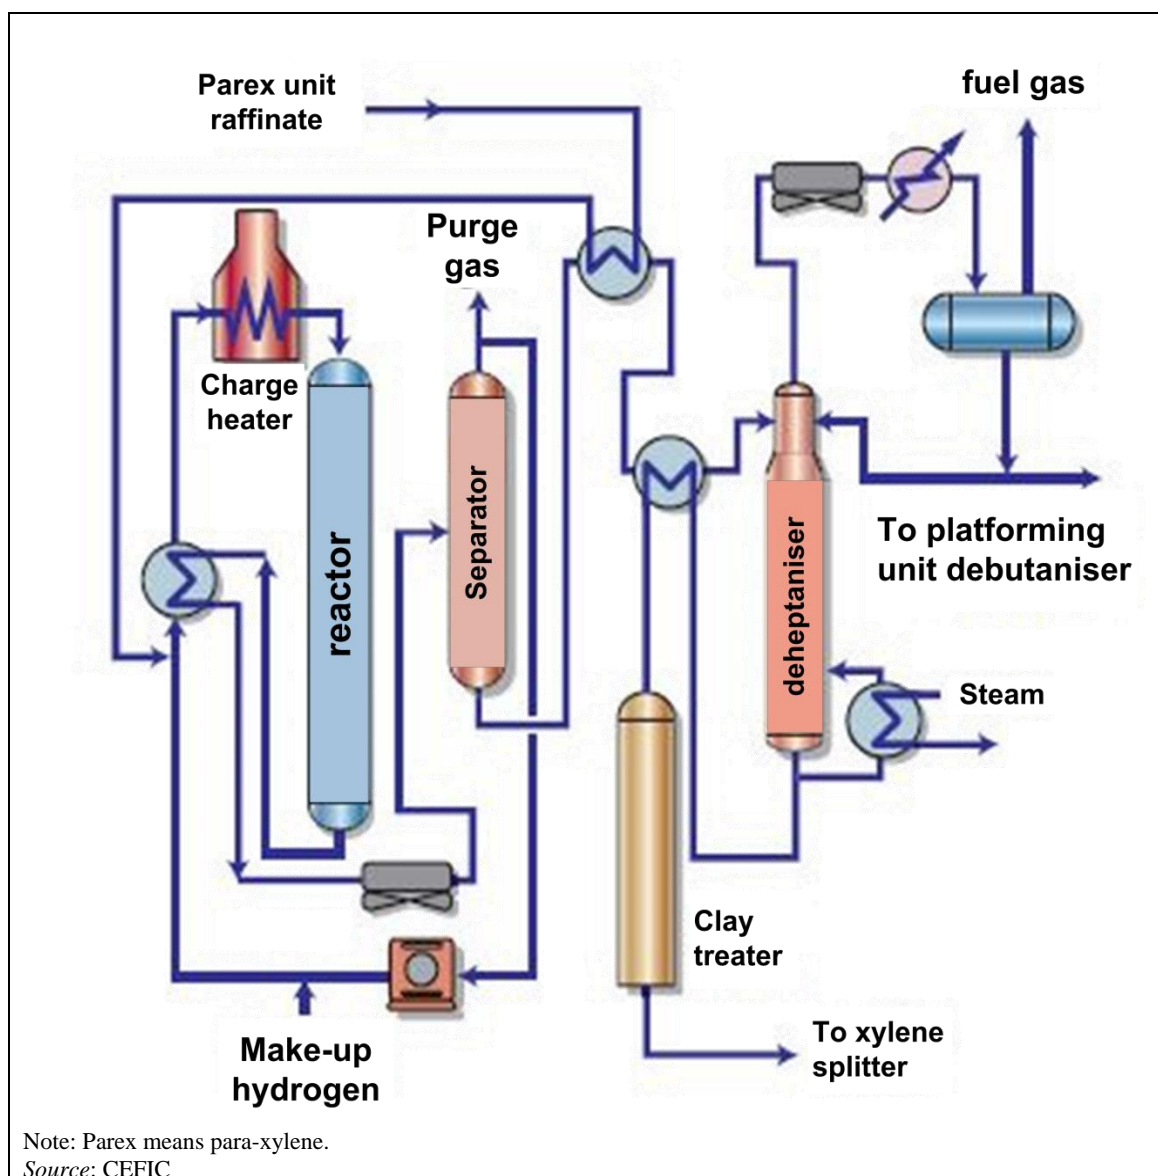 Parex unit
raffinate
fuel gas
Purge
gas
Charge
heater
reactor
Separator
deheptaniser
To platforming
unit debutaniser
Steam
Clay
treater
To xylene
splitter
Make-up
hydrogen
Note: Parex means para-xylene.
Source: CEFIC